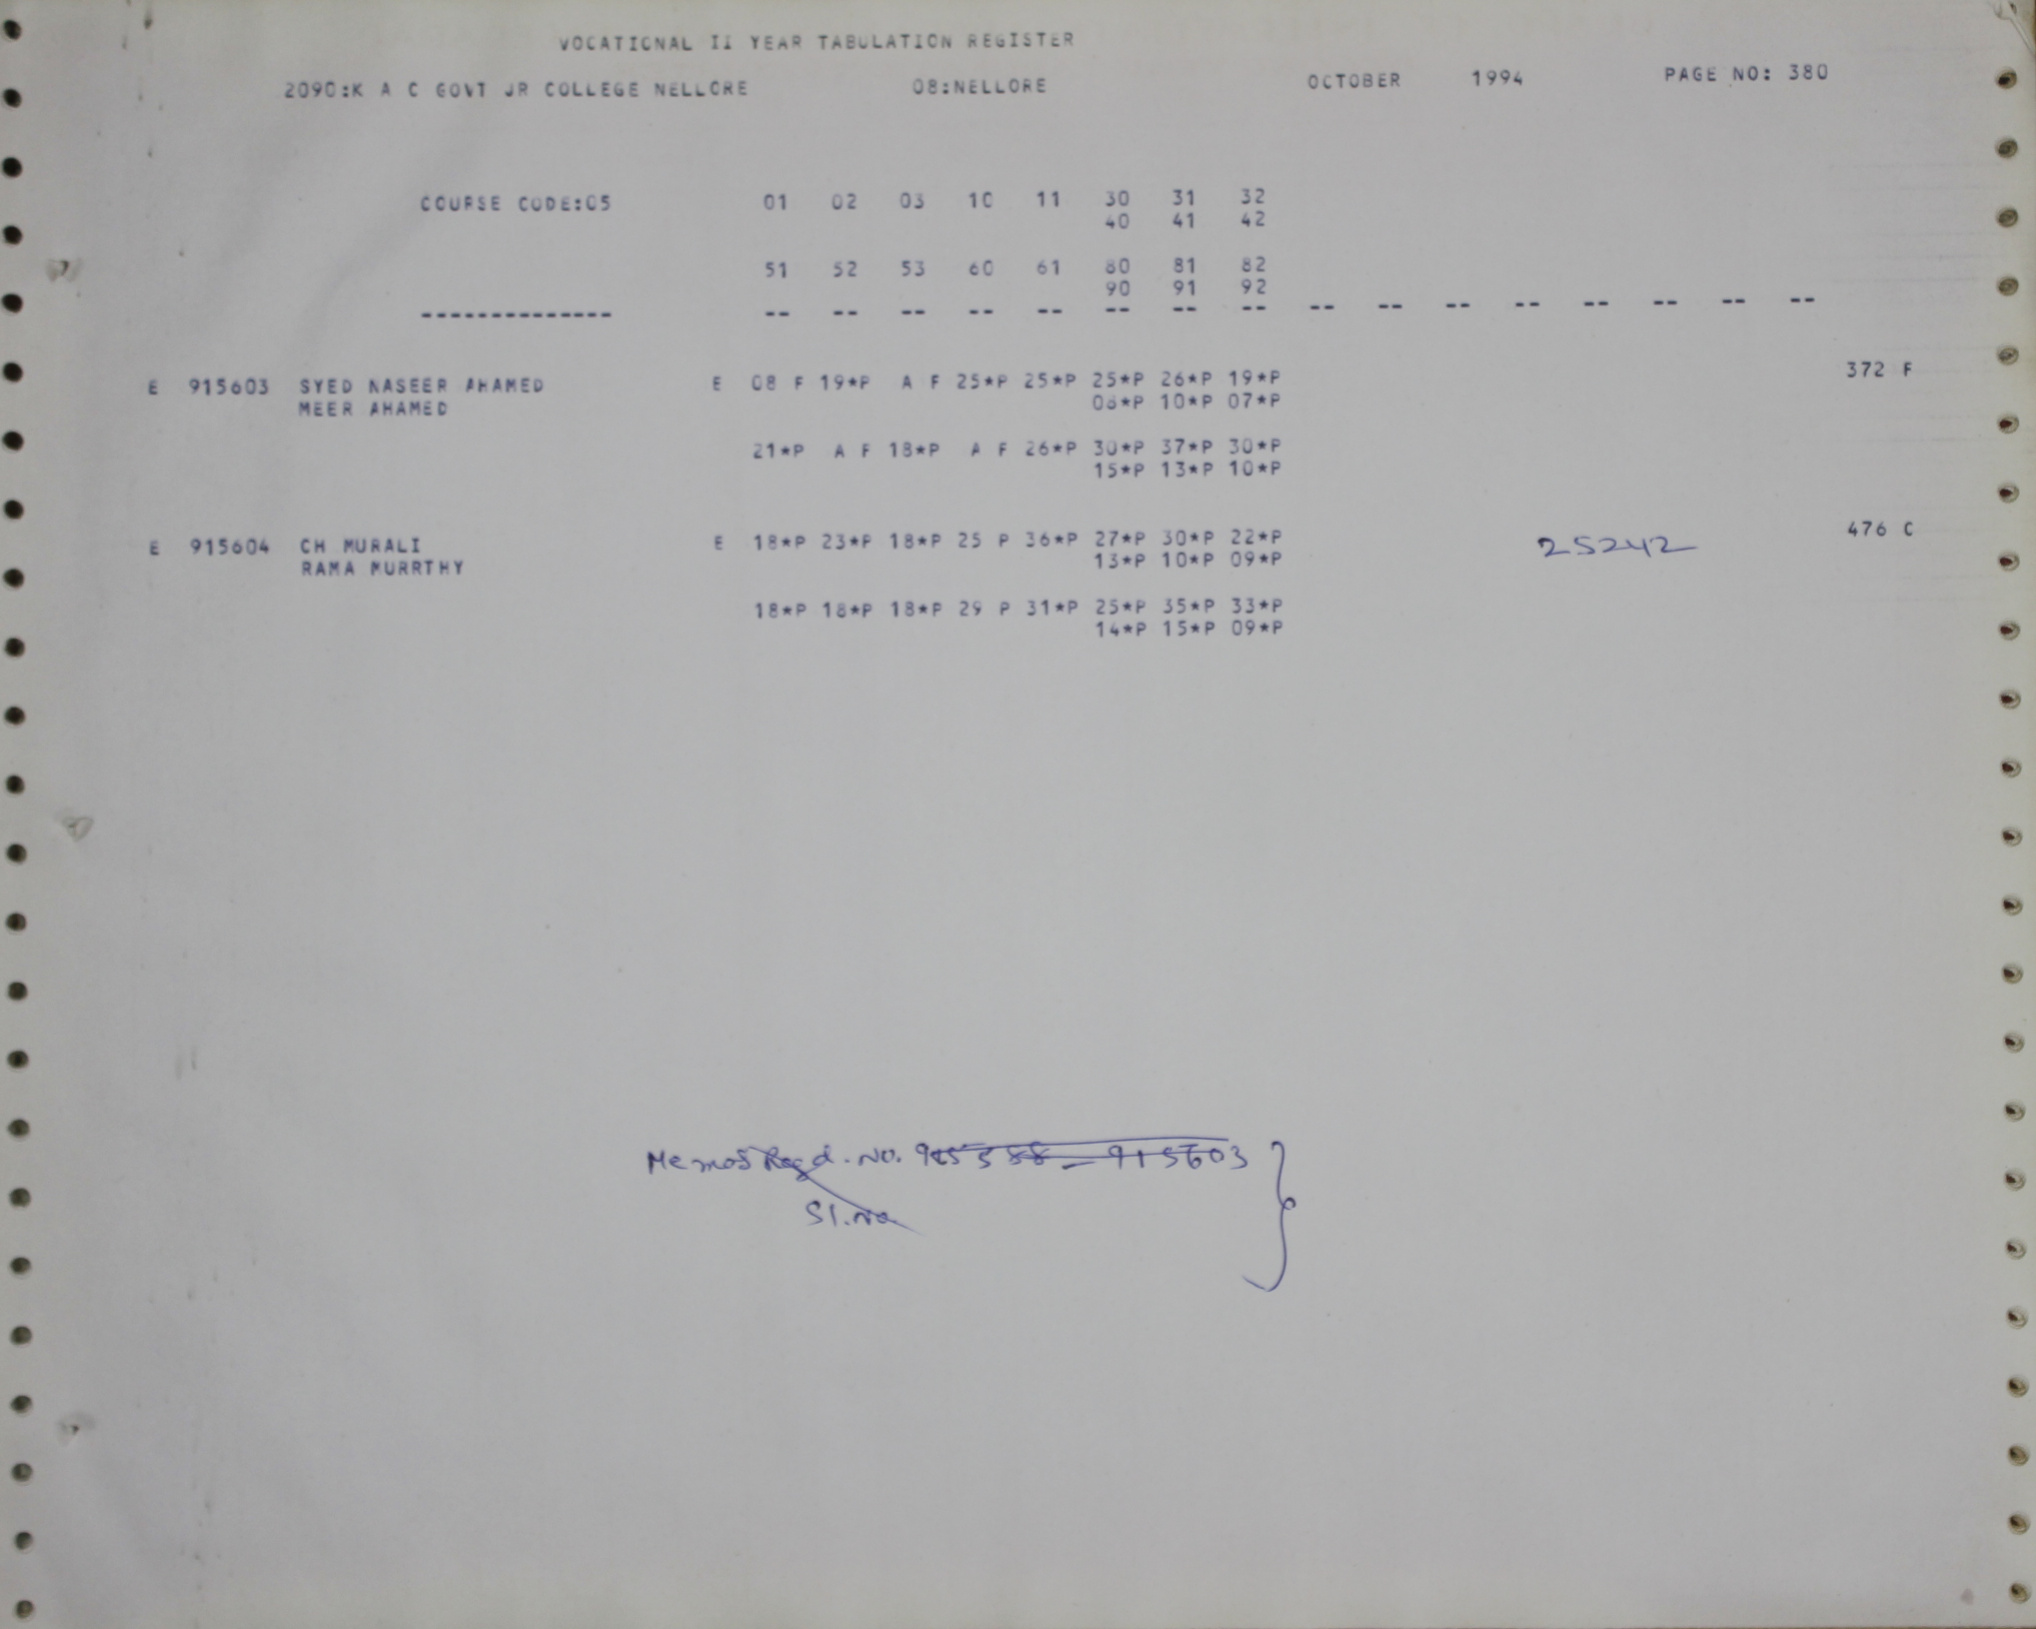 VOCATIONAL II YEAR TABULATION REGISTER
2090:K A C GOVT JR COLLEGE NELLORE 08:NELLORE OCTOBER 1994 PAGE NO: 380
COURSE CODE:05 01 02 03 10 11 30 31 32
40 41 42
51 52 53 60 61 80 81 82
90 91 92
-------------- -- -- -- -- -- -- -- -- -- -- -- -- -- -- -- --
E 915603 SYED NASEER AHAMED E 08 F 19*P A F 25*P 25*P 25*P 26*P 19*P 372 F
MEER AHAMED 08*P 10*P 07*P
21*P A F 18*P A F 26*P 30*P 37*P 30*P
15*P 13*P 10*P
E 915604 CH MURALI E 18*P 23*P 18*P 25 P 36*P 27*P 30*P 22*P 25242 476 C
RAMA MURRTHY 13*P 10*P 09*P
18*P 18*P 18*P 29 P 31*P 25*P 35*P 33*P
14*P 15*P 09*P
Memos Regd. No. 915588 - 915603
Sl.No